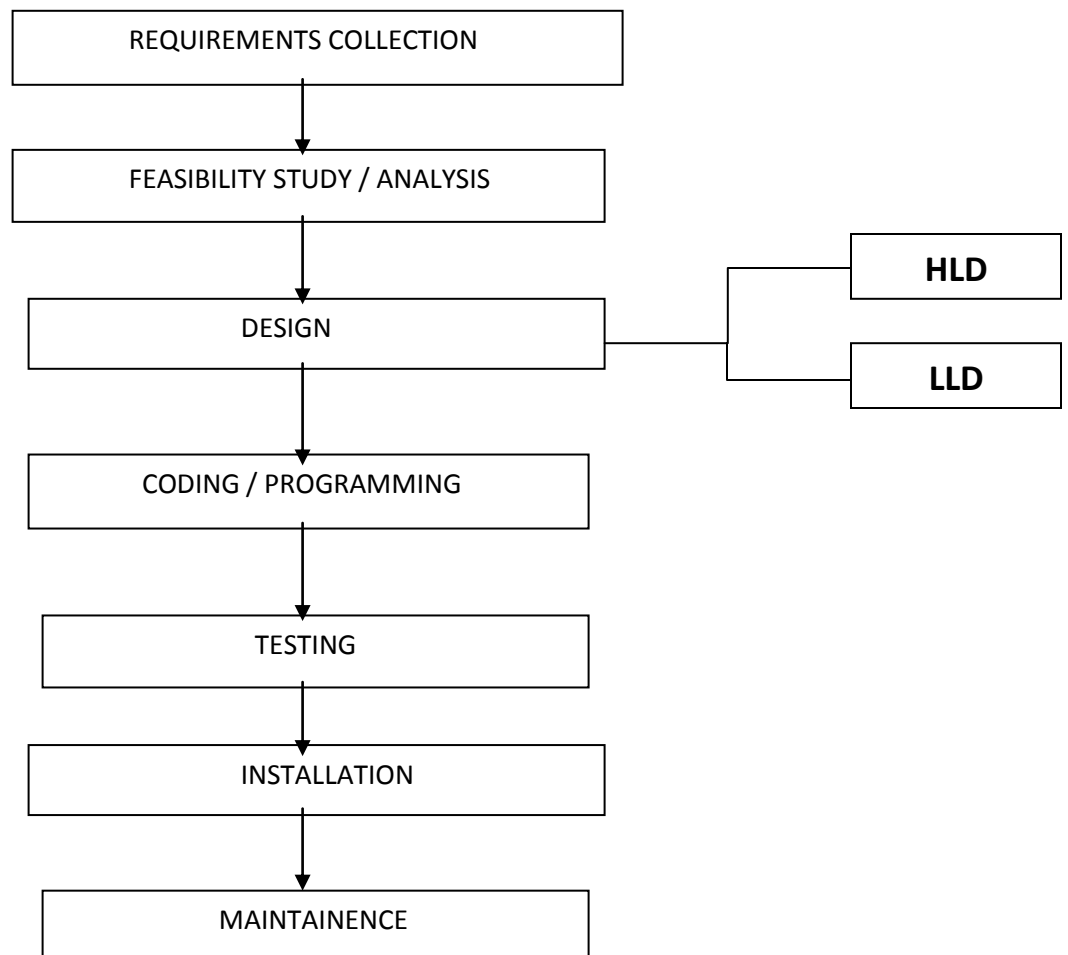 REQUIREMENTS COLLECTION
FEASIBILITY STUDY / ANALYSIS
HLD
DESIGN
LLD
CODING / PROGRAMMING
TESTING
INSTALLATION
MAINTAINENCE